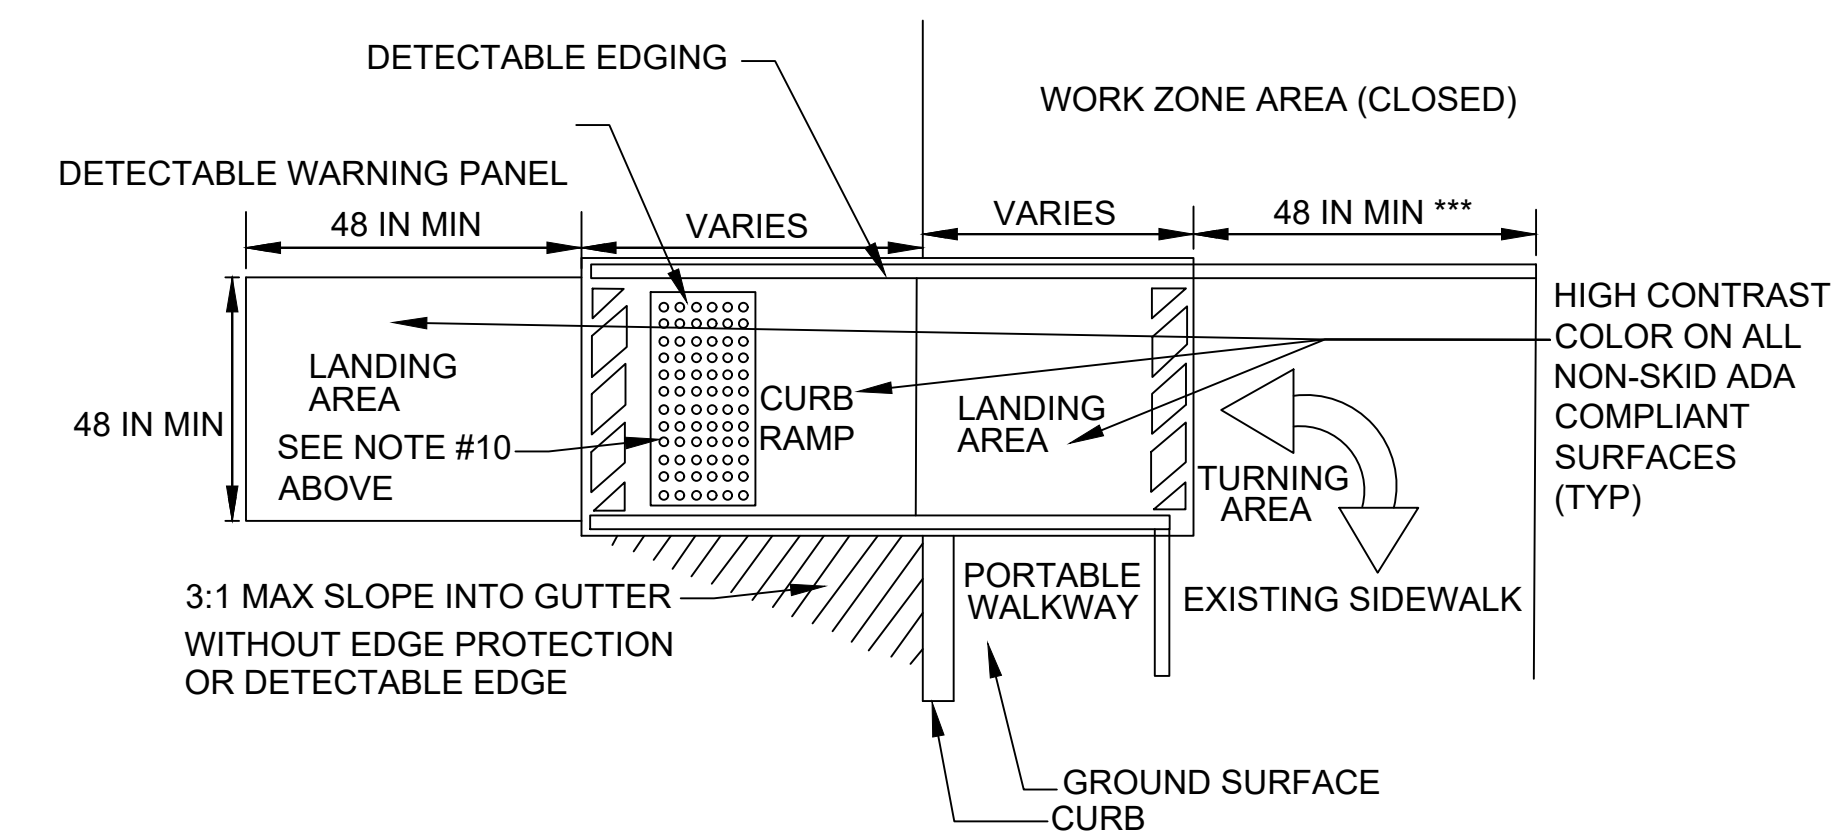 DETECTABLE EDGING
WORK ZONE AREA (CLOSED)
DETECTABLE WARNING PANEL
48 IN MIN
VARIES
VARIES
48 IN MIN ***
HIGH CONTRAST
COLOR ON ALL
NON-SKID ADA
COMPLIANT
SURFACES
(TYP)
48 IN MIN
LANDING
AREA
SEE NOTE #10
ABOVE
CURB
RAMP
LANDING
AREA
TURNING
AREA
3:1 MAX SLOPE INTO GUTTER
WITHOUT EDGE PROTECTION
OR DETECTABLE EDGE
PORTABLE
WALKWAY
EXISTING SIDEWALK
GROUND SURFACE
CURB